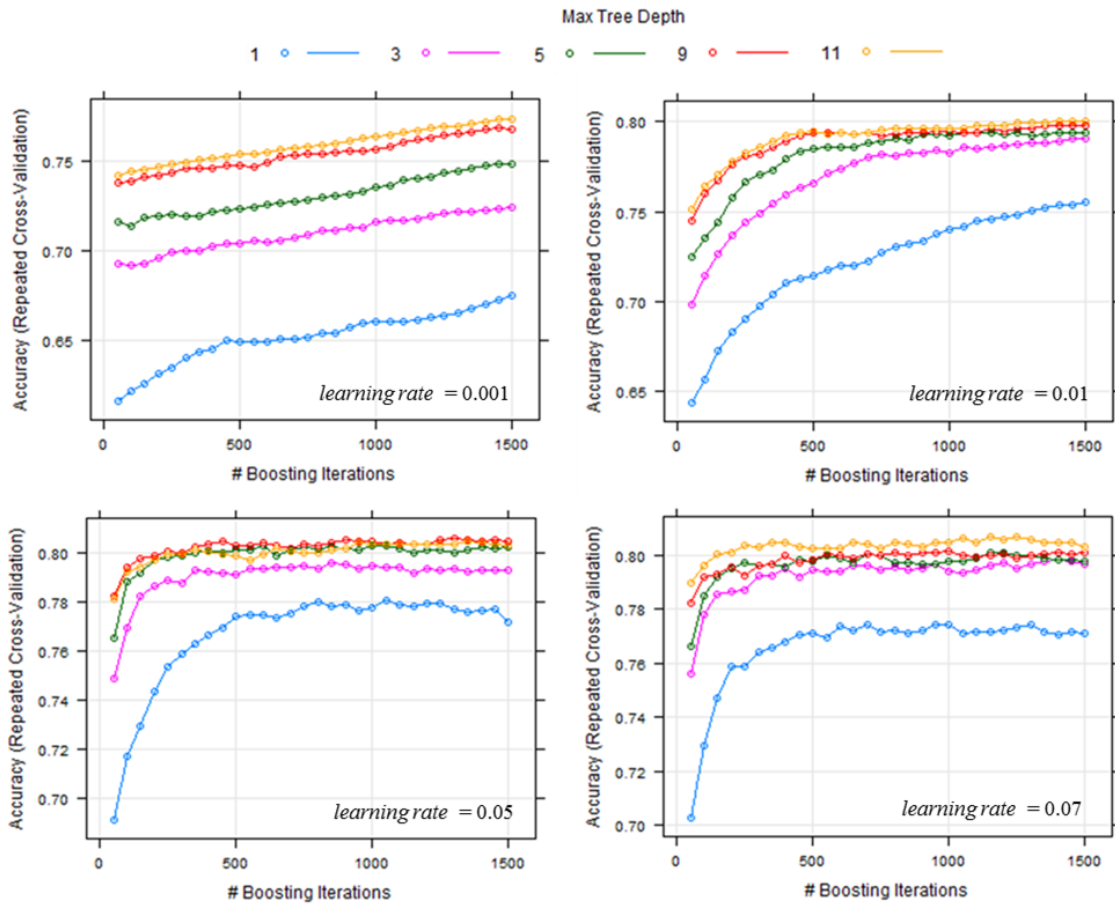 Max Tree Depth
1 3 5 9 11
Accuracy (Repeated Cross-Validation)
0.75
0.70
0.65
learning rate = 0.001
0 500 1000 1500
# Boosting Iterations
Accuracy (Repeated Cross-Validation)
0.80
0.75
0.70
0.65
learning rate = 0.01
0 500 1000 1500
# Boosting Iterations
Accuracy (Repeated Cross-Validation)
0.80
0.78
0.76
0.74
0.72
0.70
learning rate = 0.05
0 500 1000 1500
# Boosting Iterations
Accuracy (Repeated Cross-Validation)
0.80
0.78
0.76
0.74
0.72
0.70
learning rate = 0.07
0 500 1000 1500
# Boosting Iterations